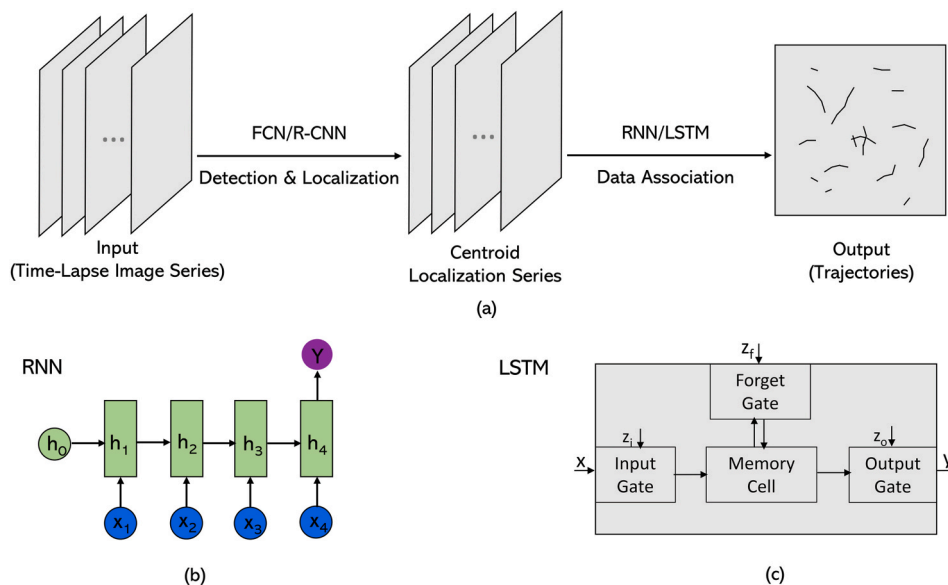 FCN/R-CNN
Detection & Localization
RNN/LSTM
Data Association
Input
(Time-Lapse Image Series)
Centroid
Localization Series
Output
(Trajectories)
(a)
RNN
Y
h0
h1
h2
h3
h4
x1
x2
x3
x4
(b)
LSTM
zf
Forget
Gate
zi
zo
x
Input
Gate
Memory
Cell
Output
Gate
y
(c)